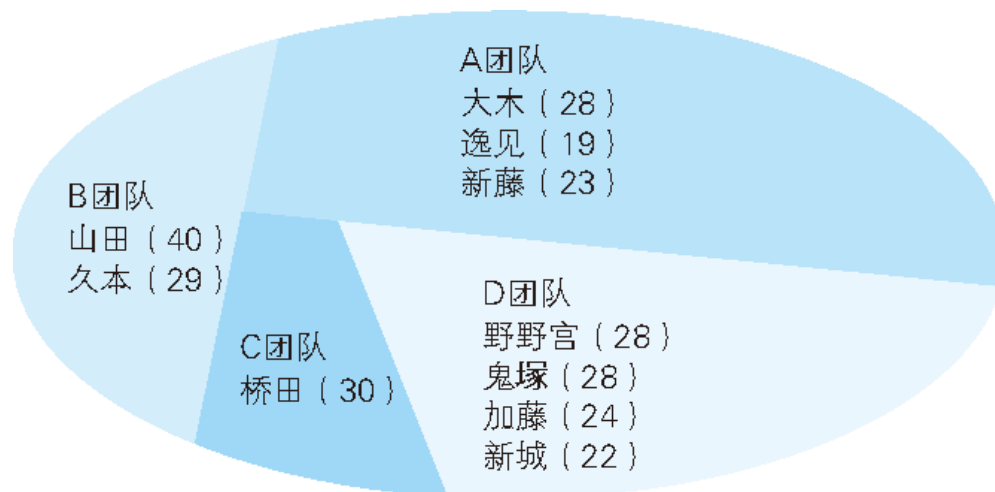 A团队
大木（28）
逸见（19）
新藤（23）
B团队
山田（40）
久本（29）
C团队
桥田（30）
D团队
野野宫（28）
鬼塚（28）
加藤（24）
新城（22）